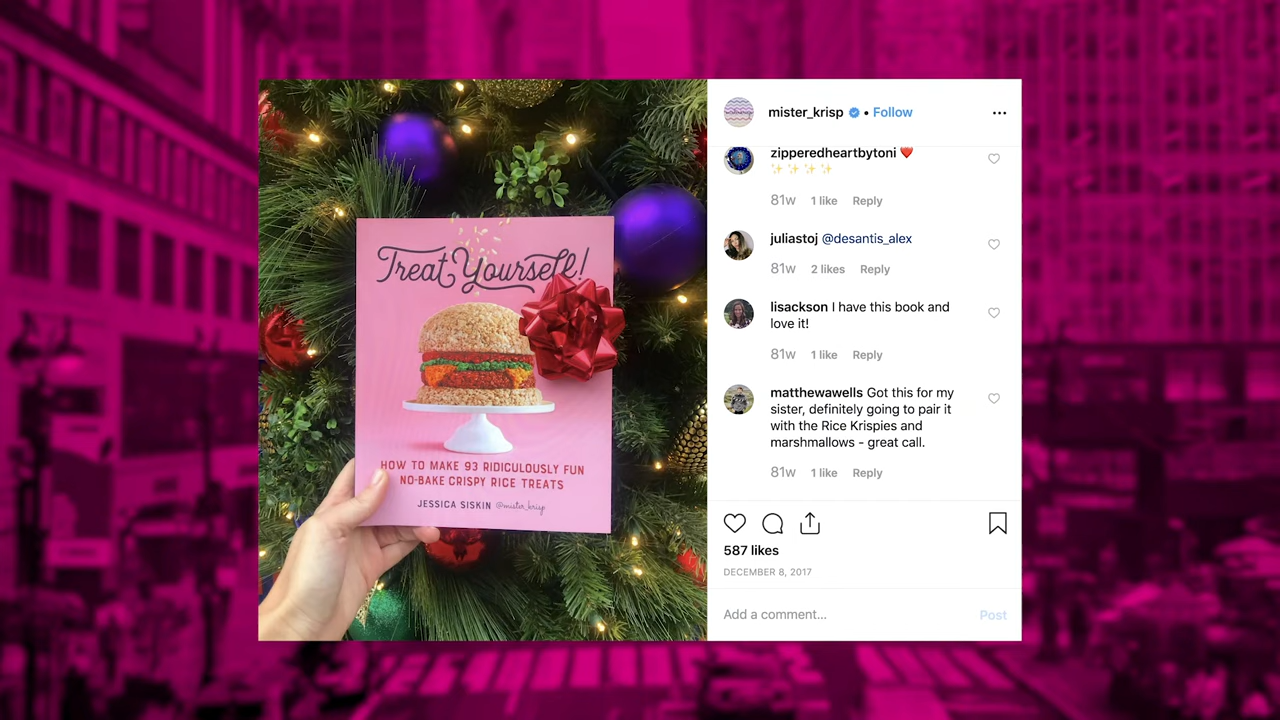 Treat Yourself!
HOW TO MAKE 93 RIDICULOUSLY FUN
NO-BAKE CRISPY RICE TREATS
JESSICA SISKIN @mister_krisp
mister_krisp • Follow
zipperedheartbytoni ❤️
✨✨✨✨
81w 1 like Reply
juliastoj @desantis_alex
81w 2 likes Reply
lisackson I have this book and
love it!
81w 1 like Reply
matthewawells Got this for my
sister, definitely going to pair it
with the Rice Krispies and
marshmallows - great call.
81w 1 like Reply
587 likes
DECEMBER 8, 2017
Add a comment... Post